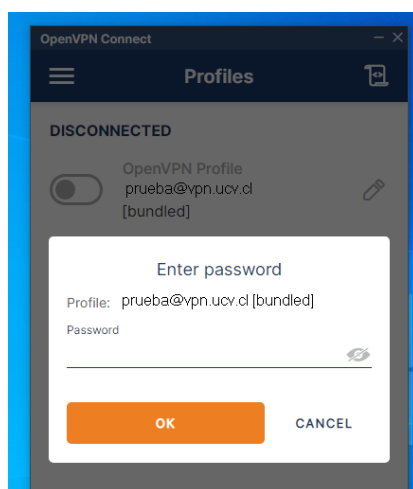 OpenVPN Connect
Profiles
DISCONNECTED
OpenVPN Profile
prueba@vpn.ucv.cl
[bundled]
Enter password
Profile: prueba@vpn.ucv.cl [bundled]
Password
OK CANCEL